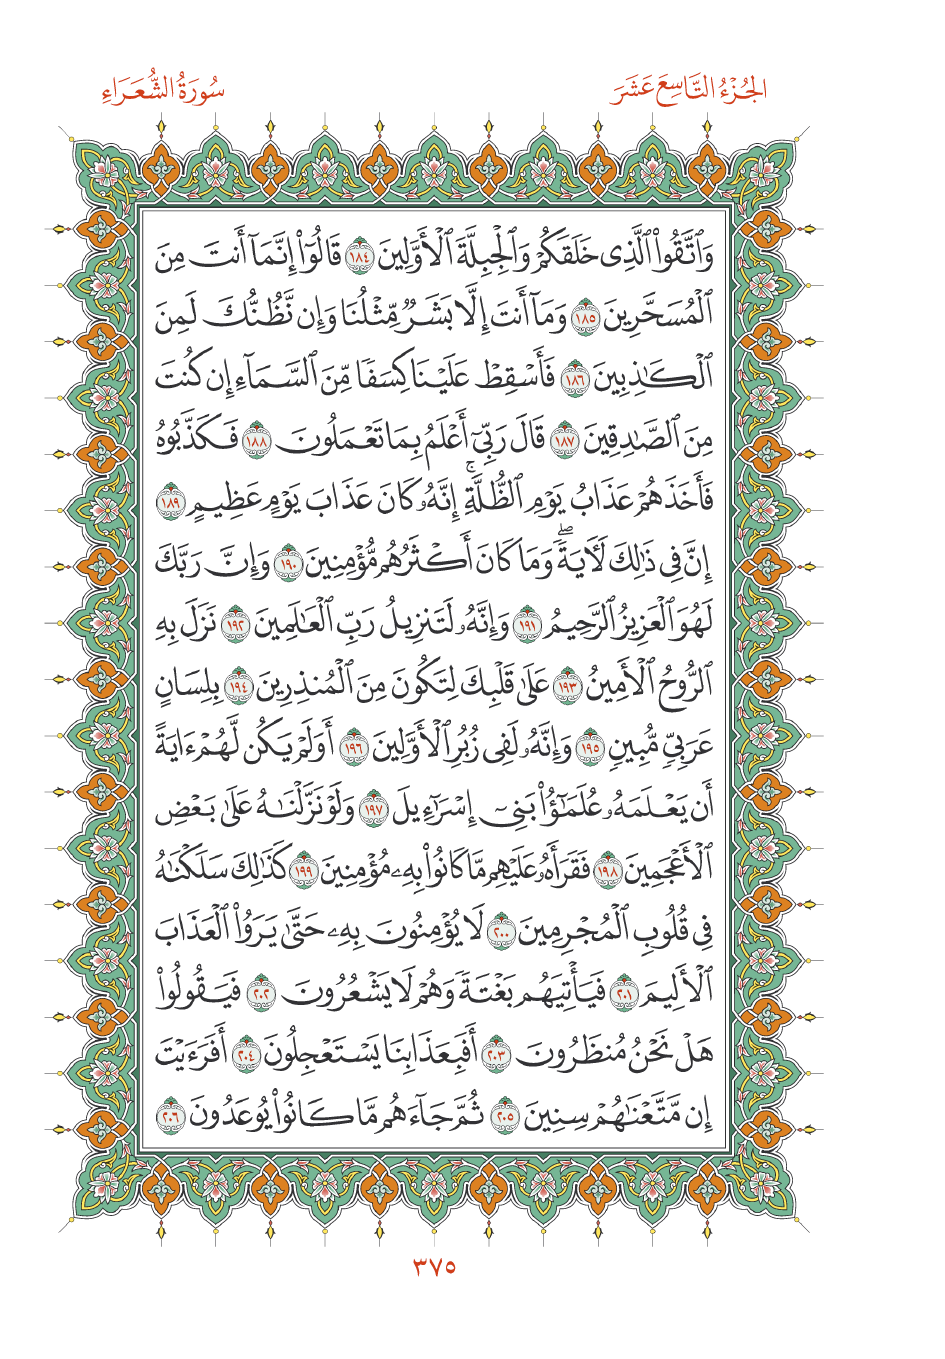 الجُزْءُ التَّاسِعَ عَشَرَ
سُورَةُ الشُّعَرَاءِ
وَٱتَّقُوا۟ ٱلَّذِى خَلَقَكُمْ وَٱلْجِبِلَّةَ ٱلْأَوَّلِينَ ١٨٤ قَالُوٓا۟ إِنَّمَآ أَنتَ مِنَ
ٱلْمُسَحَّرِينَ ١٨٥ وَمَآ أَنتَ إِلَّا بَشَرٌ مِّثْلُنَا وَإِن نَّظُنُّكَ لَمِنَ
ٱلْكَـٰذِبِينَ ١٨٦ فَأَسْقِطْ عَلَيْنَا كِسَفًا مِّنَ ٱلسَّمَآءِ إِن كُنتَ
مِنَ ٱلصَّـٰدِقِينَ ١٨٧ قَالَ رَبِّىٓ أَعْلَمُ بِمَا تَعْمَلُونَ ١٨٨ فَكَذَّبُوهُ
فَأَخَذَهُمْ عَذَابُ يَوْمِ ٱلظُّلَّةِ ۚ إِنَّهُۥ كَانَ عَذَابَ يَوْمٍ عَظِيمٍ ١٨٩
إِنَّ فِى ذَٰلِكَ لَـَٔايَةً ۖ وَمَا كَانَ أَكْثَرُهُم مُّؤْمِنِينَ ١٩٠ وَإِنَّ رَبَّكَ
لَهُوَ ٱلْعَزِيزُ ٱلرَّحِيمُ ١٩١ وَإِنَّهُۥ لَتَنزِيلُ رَبِّ ٱلْعَـٰلَمِينَ ١٩٢ نَزَلَ بِهِ
ٱلرُّوحُ ٱلْأَمِينُ ١٩٣ عَلَىٰ قَلْبِكَ لِتَكُونَ مِنَ ٱلْمُنذِرِينَ ١٩٤ بِلِسَانٍ
عَرَبِىٍّ مُّبِينٍ ١٩٥ وَإِنَّهُۥ لَفِى زُبُرِ ٱلْأَوَّلِينَ ١٩٦ أَوَلَمْ يَكُن لَّهُمْ ءَايَةً
أَن يَعْلَمَهُۥ عُلَمَـٰٓؤُا۟ بَنِىٓ إِسْرَٰٓءِيلَ ١٩٧ وَلَوْ نَزَّلْنَـٰهُ عَلَىٰ بَعْضِ
ٱلْأَعْجَمِينَ ١٩٨ فَقَرَأَهُۥ عَلَيْهِم مَّا كَانُوا۟ بِهِۦ مُؤْمِنِينَ ١٩٩ كَذَٰلِكَ سَلَكْنَـٰهُ
فِى قُلُوبِ ٱلْمُجْرِمِينَ ٢٠٠ لَا يُؤْمِنُونَ بِهِۦ حَتَّىٰ يَرَوُا۟ ٱلْعَذَابَ
ٱلْأَلِيمَ ٢٠١ فَيَأْتِيَهُم بَغْتَةً وَهُمْ لَا يَشْعُرُونَ ٢٠٢ فَيَقُولُوا۟
هَلْ نَحْنُ مُنظَرُونَ ٢٠٣ أَفَبِعَذَابِنَا يَسْتَعْجِلُونَ ٢٠٤ أَفَرَءَيْتَ
إِن مَّتَّعْنَـٰهُمْ سِنِينَ ٢٠٥ ثُمَّ جَآءَهُم مَّا كَانُوا۟ يُوعَدُونَ ٢٠٦
٣٧٥